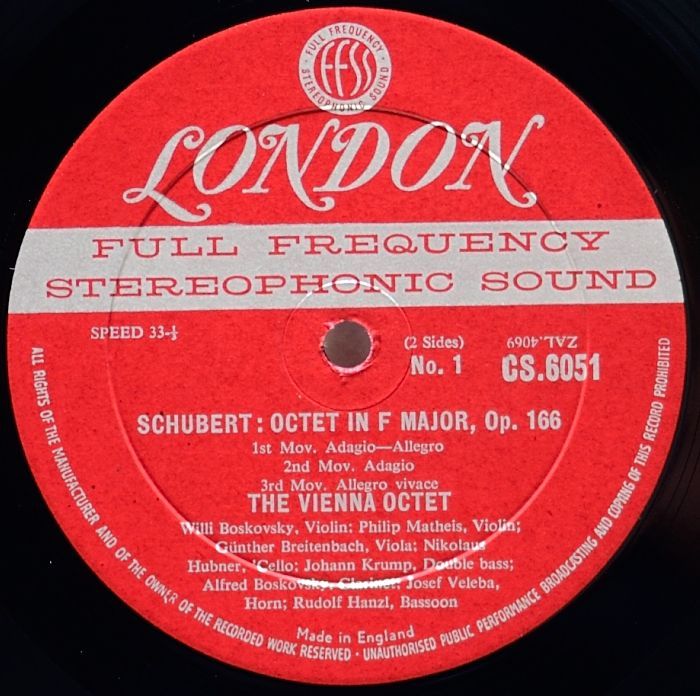 FULL FREQUENCY
FFSS
STEREOPHONIC SOUND
LONDON
FULL FREQUENCY
STEREOPHONIC SOUND
SPEED 33-⅓
(2 Sides)
No. 1
ZAL.4069
CS.6051
SCHUBERT: OCTET IN F MAJOR, Op. 166
1st Mov. Adagio—Allegro
2nd Mov. Adagio
3rd Mov. Allegro vivace
THE VIENNA OCTET
Willi Boskovsky, Violin; Philip Matheis, Violin;
Günther Breitenbach, Viola; Nikolaus
Hubner, 'Cello; Johann Krump, Double bass;
Alfred Boskovsky, Clarinet; Josef Veleba,
Horn; Rudolf Hanzl, Bassoon
Made in England
ALL RIGHTS OF THE MANUFACTURER AND OF THE OWNER OF THE RECORDED WORK RESERVED · UNAUTHORISED PUBLIC PERFORMANCE BROADCASTING AND COPYING OF THIS RECORD PROHIBITED